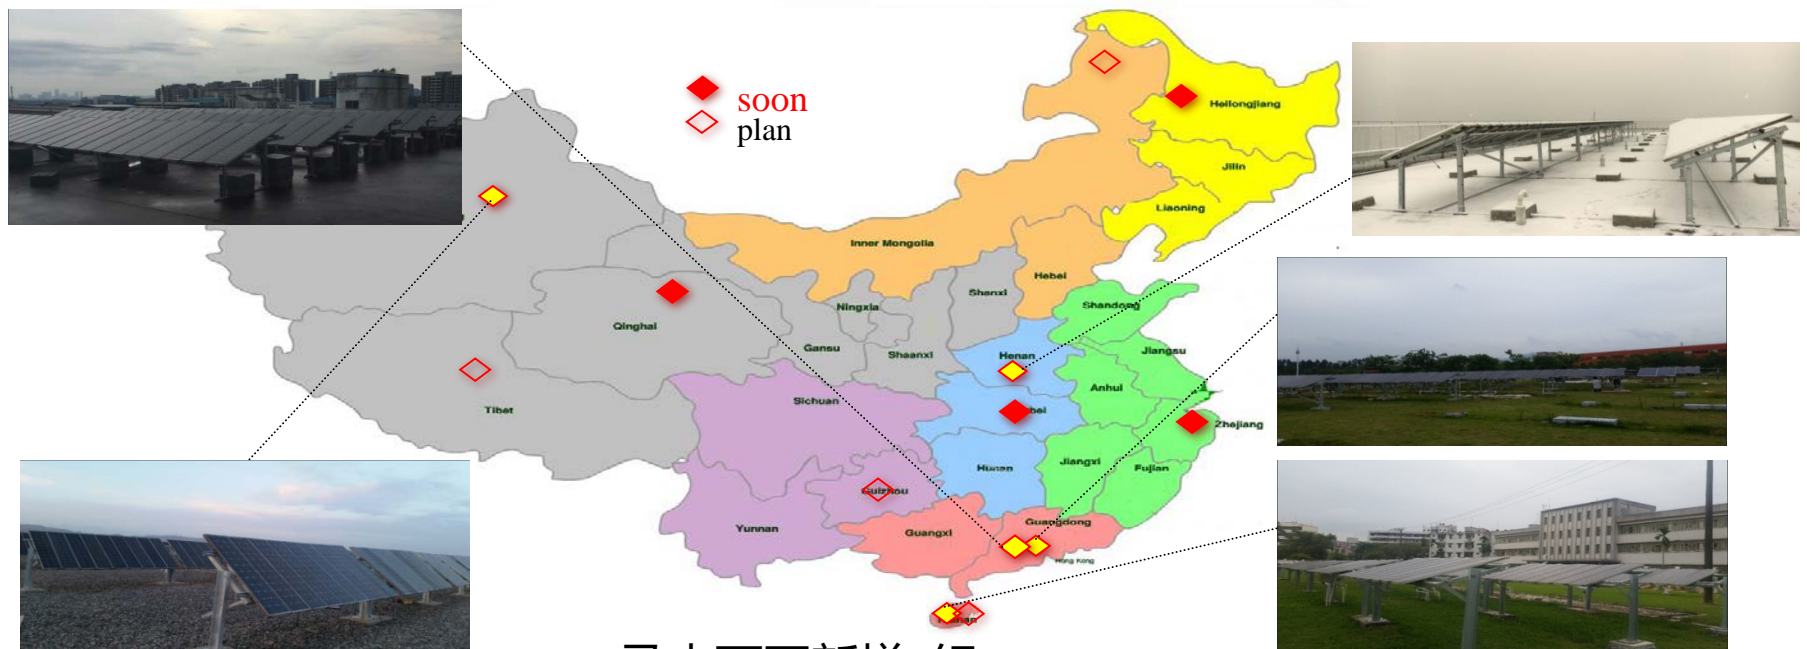 soon
plan
Heilongjiang
Jilin
Liaoning
Inner Mongolia
Hebei
Shanxi
Shandong
Ningxia
Qinghai
Gansu
Shaanxi
Henan
Jiangsu
Anhui
Sichuan
Tibet
Zhejiang
Hunan
Jiangxi
Fujian
Guizhou
Yunnan
Guangxi
Guangdong
Hong Kong